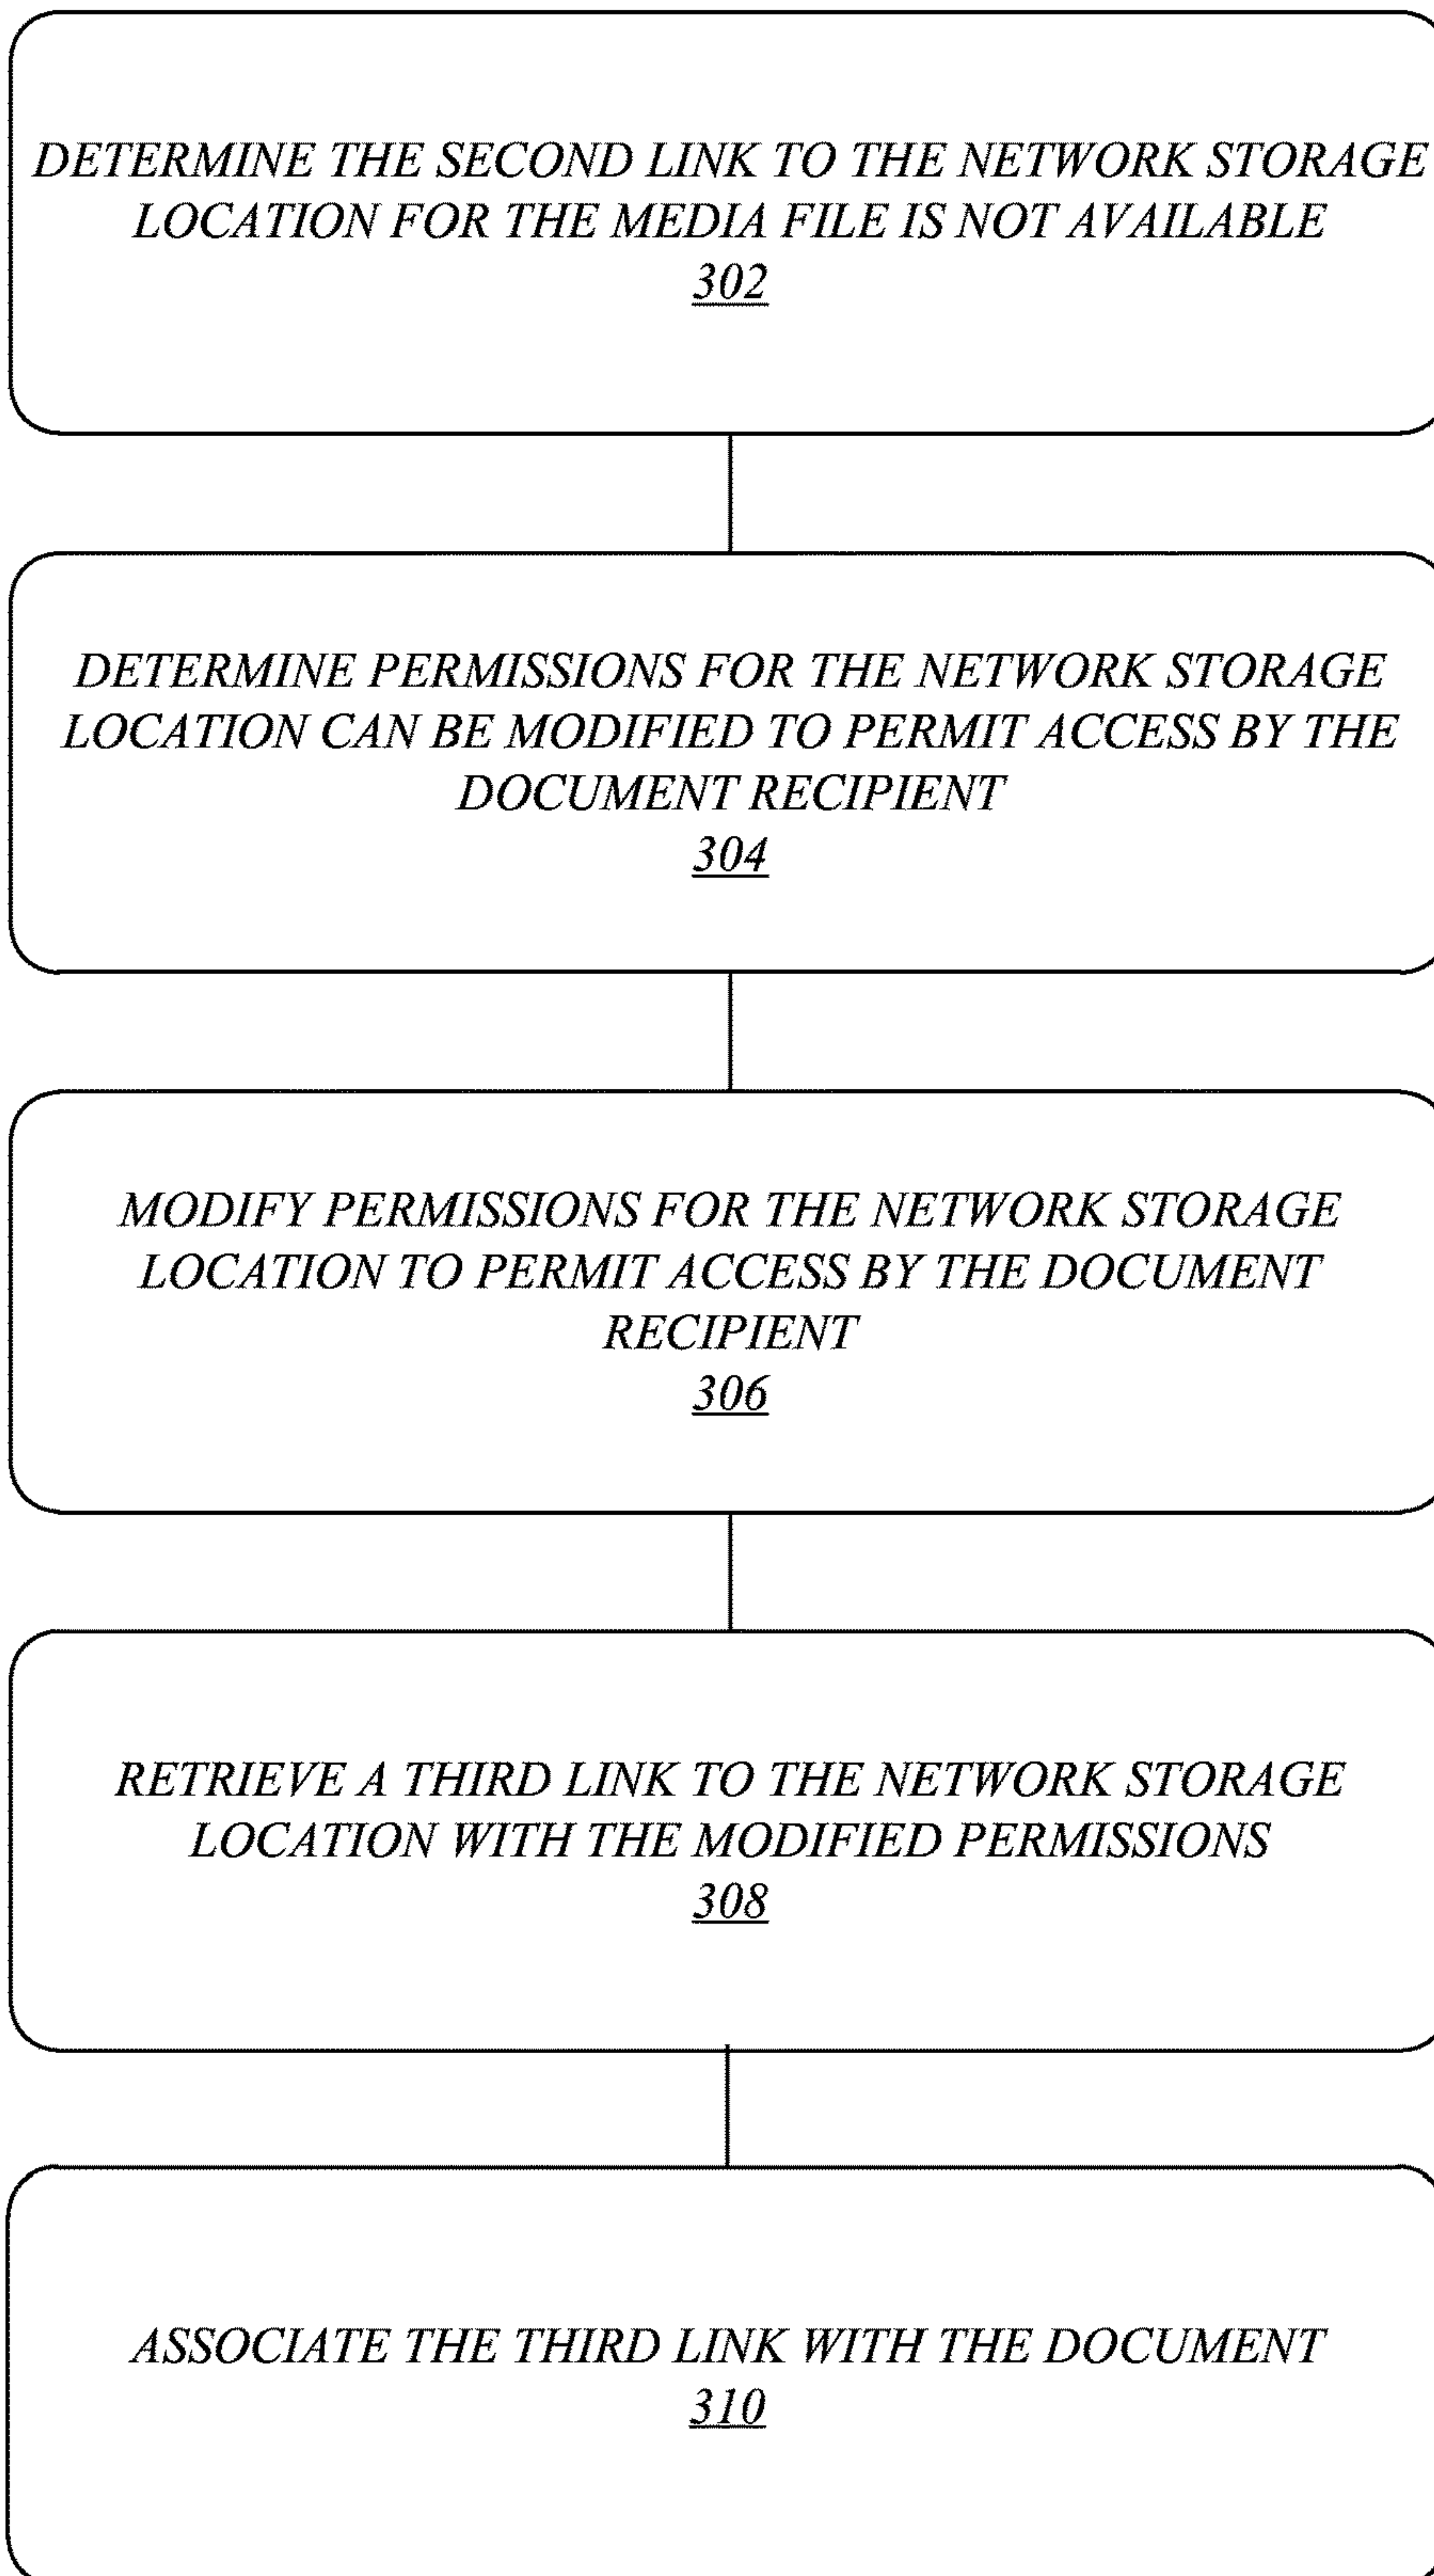 DETERMINE THE SECOND LINK TO THE NETWORK STORAGE
LOCATION FOR THE MEDIA FILE IS NOT AVAILABLE
302
DETERMINE PERMISSIONS FOR THE NETWORK STORAGE
LOCATION CAN BE MODIFIED TO PERMIT ACCESS BY THE
DOCUMENT RECIPIENT
304
MODIFY PERMISSIONS FOR THE NETWORK STORAGE
LOCATION TO PERMIT ACCESS BY THE DOCUMENT
RECIPIENT
306
RETRIEVE A THIRD LINK TO THE NETWORK STORAGE
LOCATION WITH THE MODIFIED PERMISSIONS
308
ASSOCIATE THE THIRD LINK WITH THE DOCUMENT
310